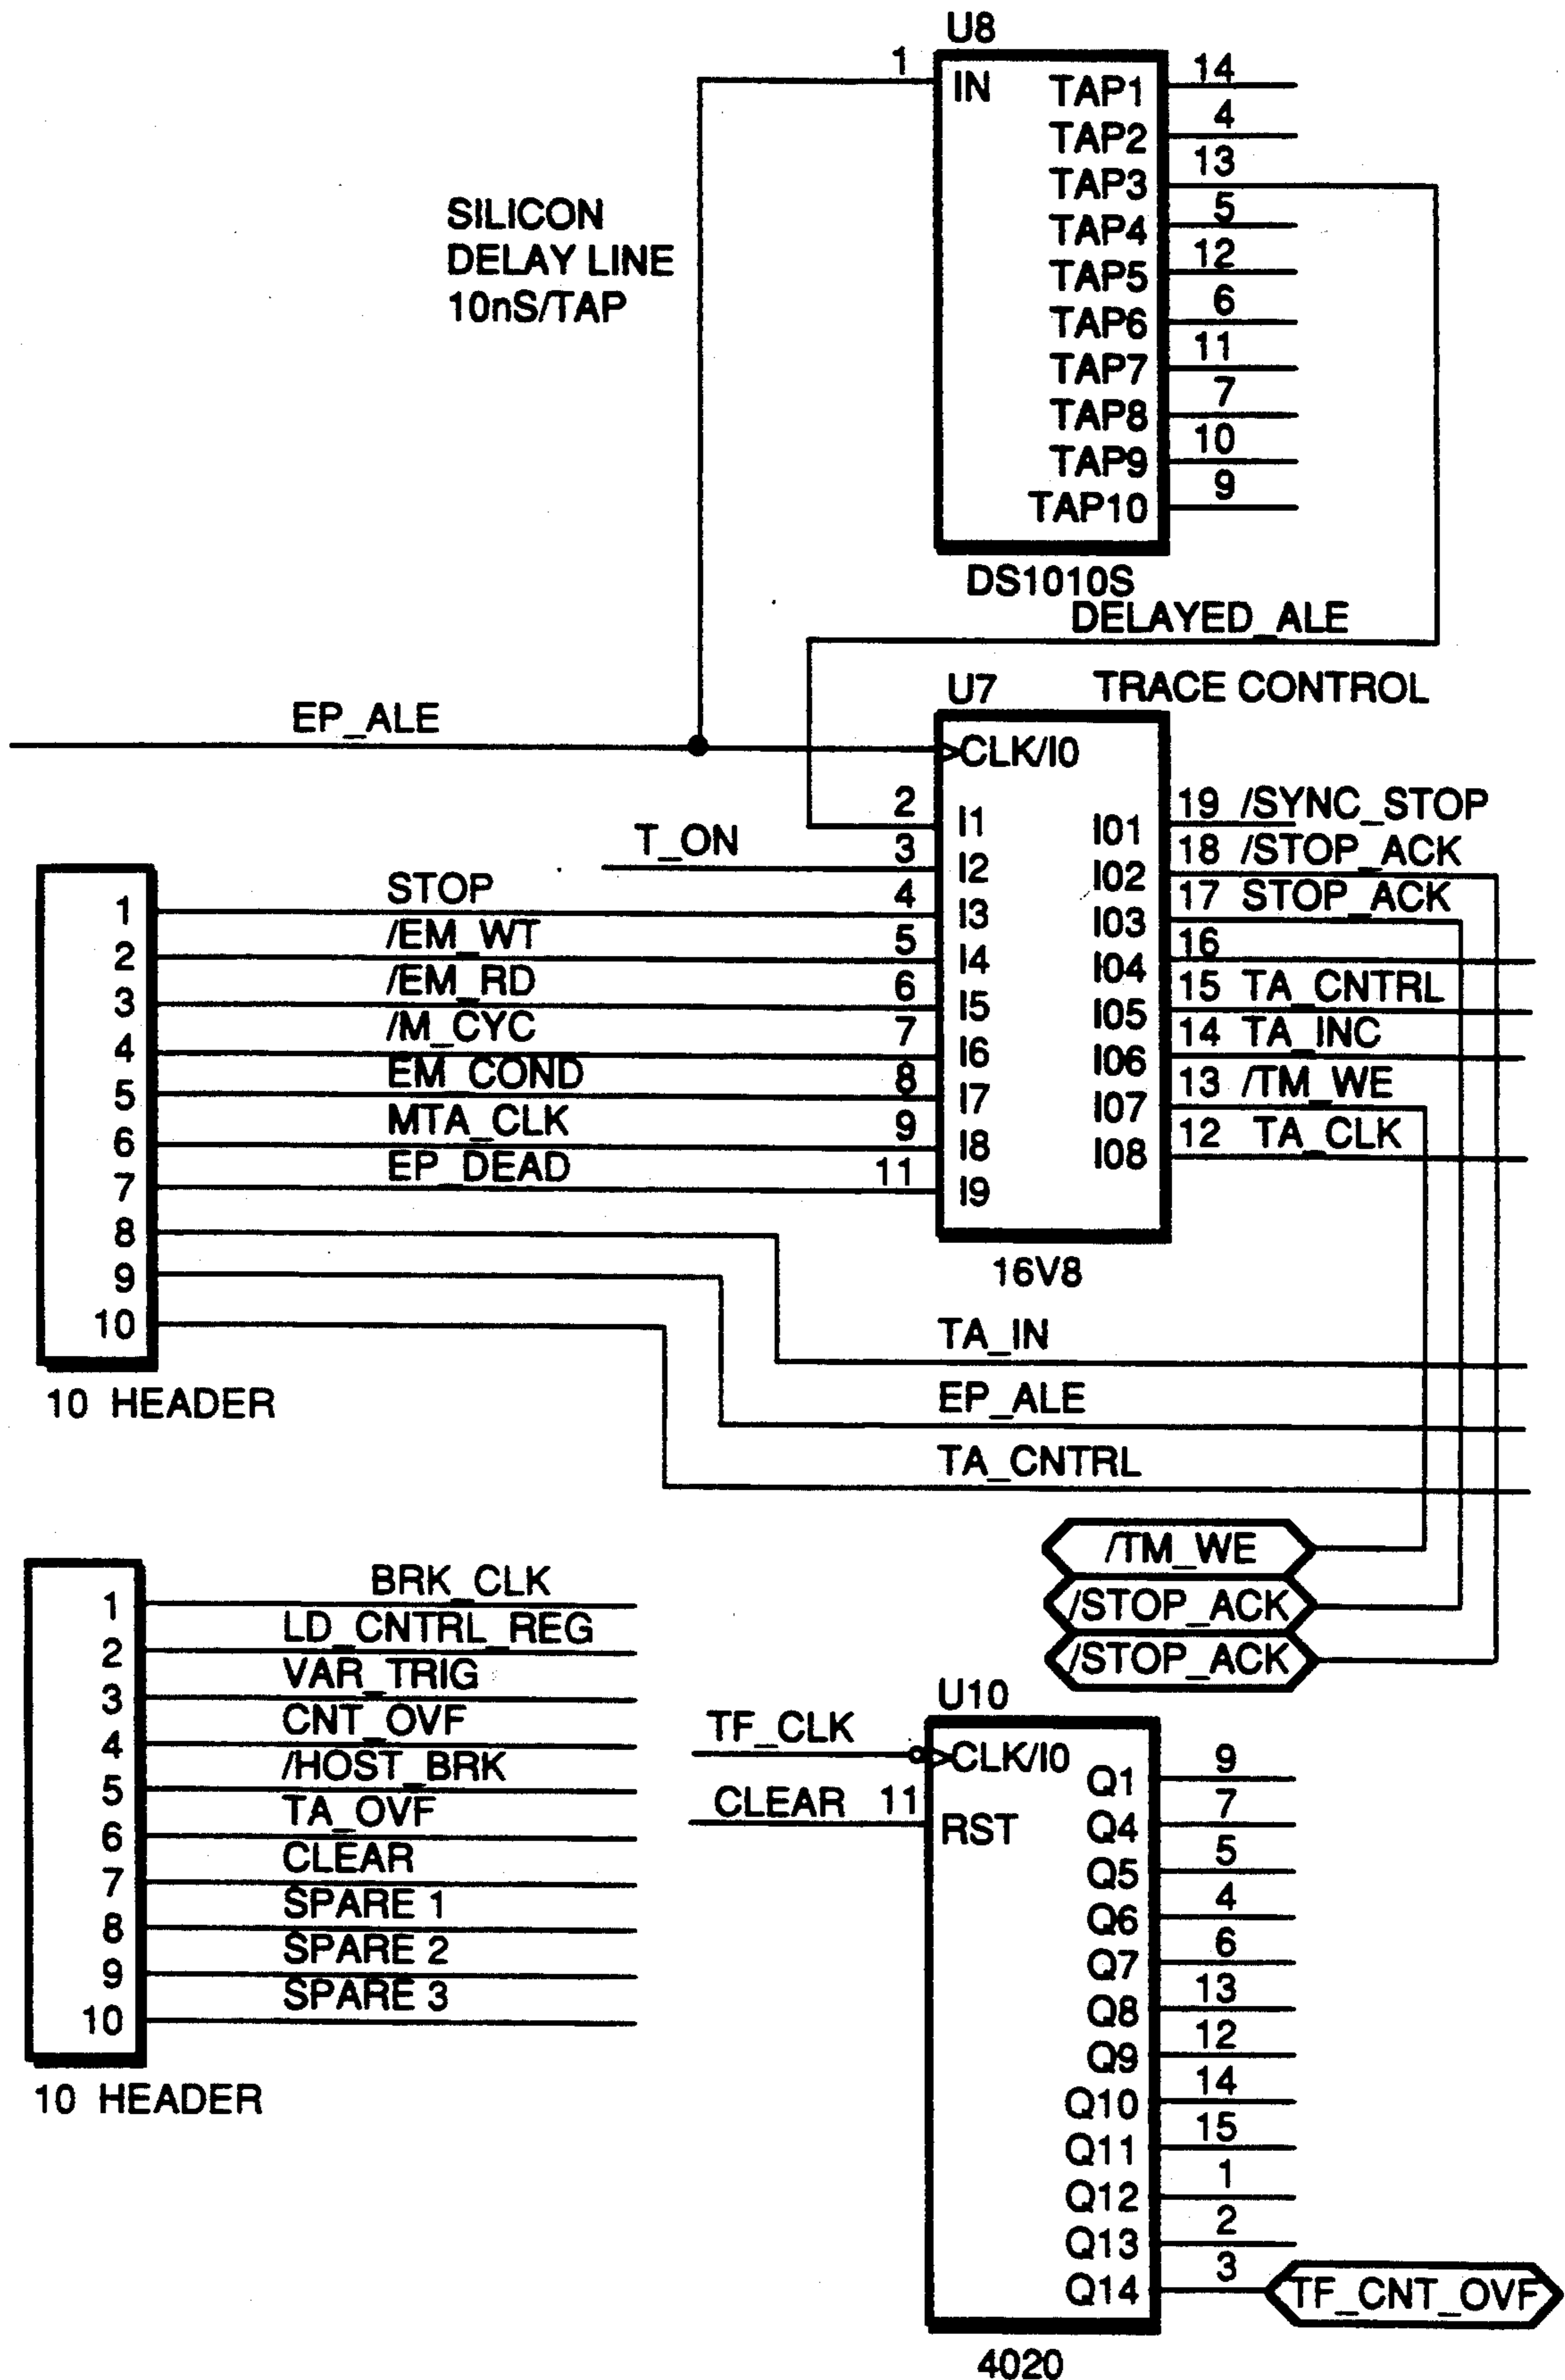 U8
1
IN
TAP1 14
TAP2 4
TAP3 13
TAP4 5
TAP5 12
TAP6 6
TAP7 11
TAP8 7
TAP9 10
TAP10 9
SILICON
DELAY LINE
10nS/TAP
DS1010S
DELAYED_ALE
U7 TRACE CONTROL
EP_ALE
CLK/I0
2 I1
T_ON 3 I2
1 STOP 4 I3
2 /EM_WT 5 I4
3 /EM_RD 6 I5
4 /M_CYC 7 I6
5 EM_COND 8 I7
6 MTA_CLK 9 I8
7 EP_DEAD 11 I9
8
9
10
I01 19 /SYNC_STOP
I02 18 /STOP_ACK
I03 17 STOP_ACK
I04 16
I05 15 TA_CNTRL
I06 14 TA_INC
I07 13 /TM_WE
I08 12 TA_CLK
16V8
TA_IN
EP_ALE
TA_CNTRL
10 HEADER
/TM_WE
/STOP_ACK
/STOP_ACK
1 BRK_CLK
2 LD_CNTRL_REG
3 VAR_TRIG
4 CNT_OVF
5 /HOST_BRK
6 TA_OVF
7 CLEAR
8 SPARE 1
9 SPARE 2
10 SPARE 3
10 HEADER
U10
TF_CLK CLK/I0
CLEAR 11 RST
Q1 9
Q4 7
Q5 5
Q6 4
Q7 6
Q8 13
Q9 12
Q10 14
Q11 15
Q12 1
Q13 2
Q14 3
TF_CNT_OVF
4020